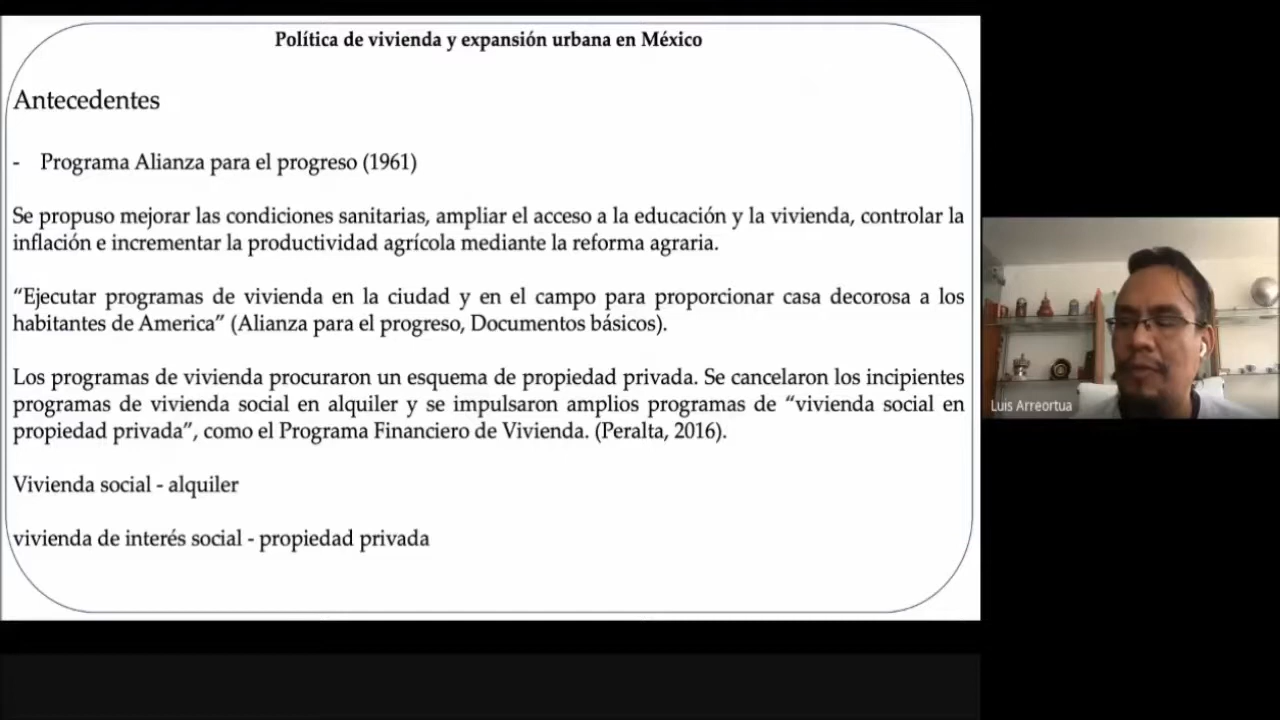 Política de vivienda y expansión urbana en México
Antecedentes
- Programa Alianza para el progreso (1961)
Se propuso mejorar las condiciones sanitarias, ampliar el acceso a la educación y la vivienda, controlar la
inflación e incrementar la productividad agrícola mediante la reforma agraria.
“Ejecutar programas de vivienda en la ciudad y en el campo para proporcionar casa decorosa a los
habitantes de America” (Alianza para el progreso, Documentos básicos).
Los programas de vivienda procuraron un esquema de propiedad privada. Se cancelaron los incipientes
programas de vivienda social en alquiler y se impulsaron amplios programas de “vivienda social en
propiedad privada”, como el Programa Financiero de Vivienda. (Peralta, 2016).
Vivienda social - alquiler
vivienda de interés social - propiedad privada
Luis Arreortua